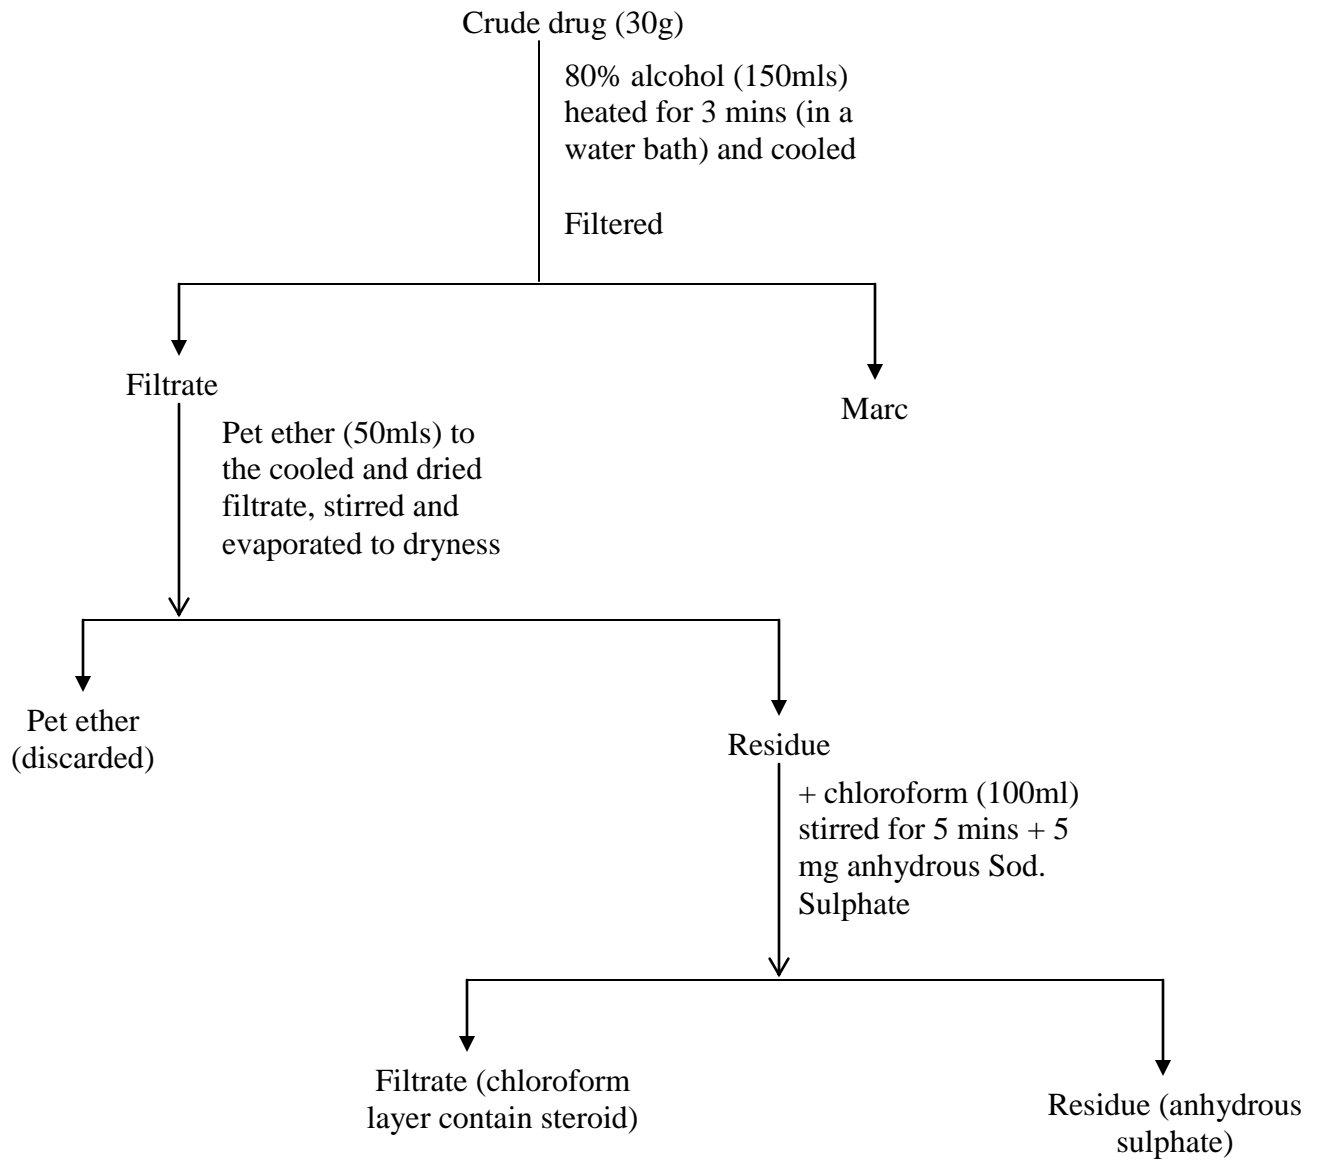 Crude drug (30g)
80% alcohol (150mls)
heated for 3 mins (in a
water bath) and cooled
Filtered
Filtrate
Marc
Pet ether (50mls) to
the cooled and dried
filtrate, stirred and
evaporated to dryness
Pet ether
(discarded)
Residue
+ chloroform (100ml)
stirred for 5 mins + 5
mg anhydrous Sod.
Sulphate
Filtrate (chloroform
layer contain steroid)
Residue (anhydrous
sulphate)